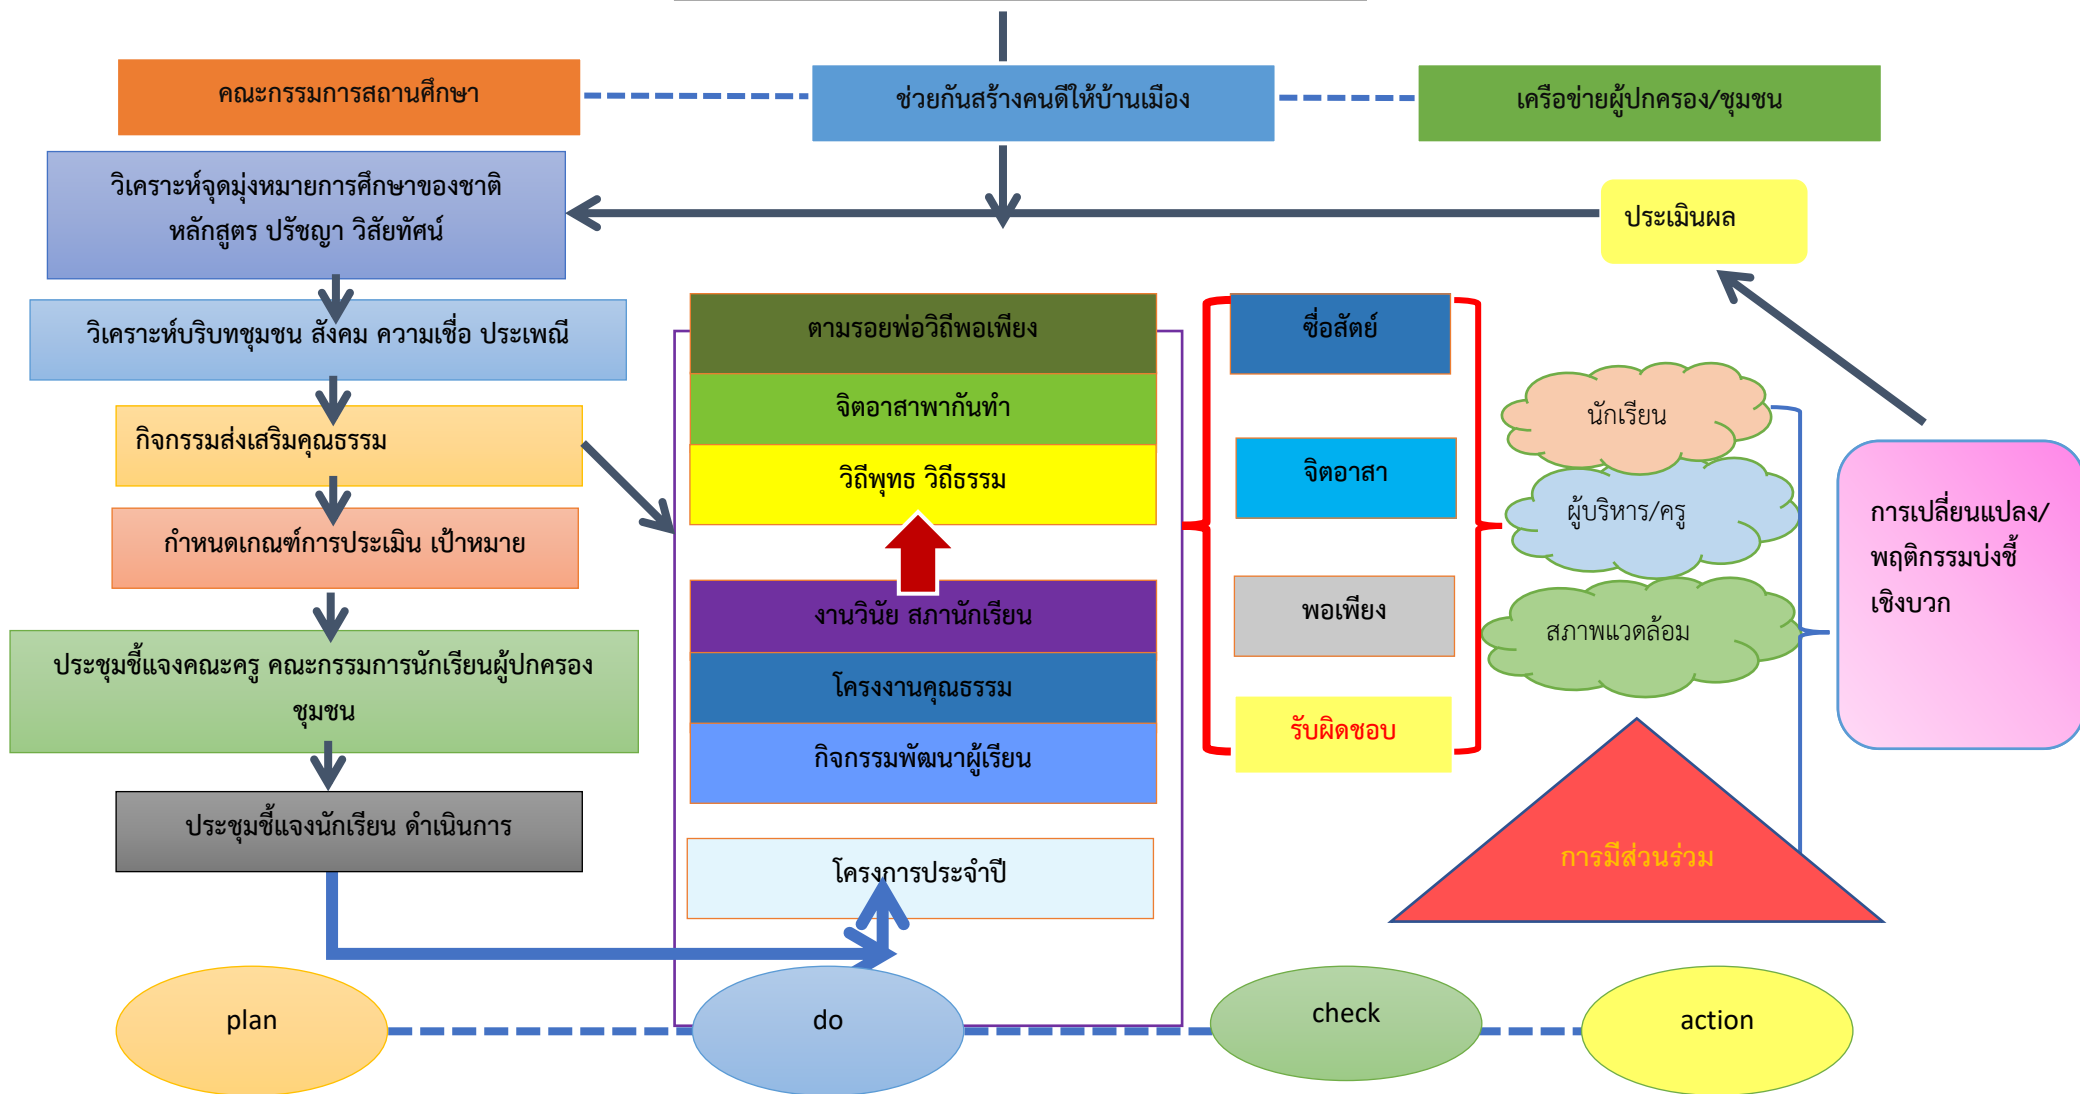 คณะกรรมการสถานศึกษา
ช่วยกันสร้างคนดีให้บ้านเมือง
เครือข่ายผู้ปกครอง/ชุมชน
วิเคราะห์จุดมุ่งหมายการศึกษาของชาติ
หลักสูตร ปรัชญา วิสัยทัศน์
ประเมินผล
วิเคราะห์บริบทชุมชน สังคม ความเชื่อ ประเพณี
กิจกรรมส่งเสริมคุณธรรม
กำหนดเกณฑ์การประเมิน เป้าหมาย
ประชุมชี้แจงคณะครู คณะกรรมการนักเรียนผู้ปกครอง
ชุมชน
ประชุมชี้แจงนักเรียน ดำเนินการ
ตามรอยพ่อวิถีพอเพียง
จิตอาสาพากันทำ
วิถีพุทธ วิถีธรรม
งานวินัย สภานักเรียน
โครงงานคุณธรรม
กิจกรรมพัฒนาผู้เรียน
โครงการประจำปี
ซื่อสัตย์
จิตอาสา
พอเพียง
รับผิดชอบ
นักเรียน
ผู้บริหาร/ครู
สภาพแวดล้อม
การมีส่วนร่วม
การเปลี่ยนแปลง/
พฤติกรรมบ่งชี้
เชิงบวก
plan
do
check
action